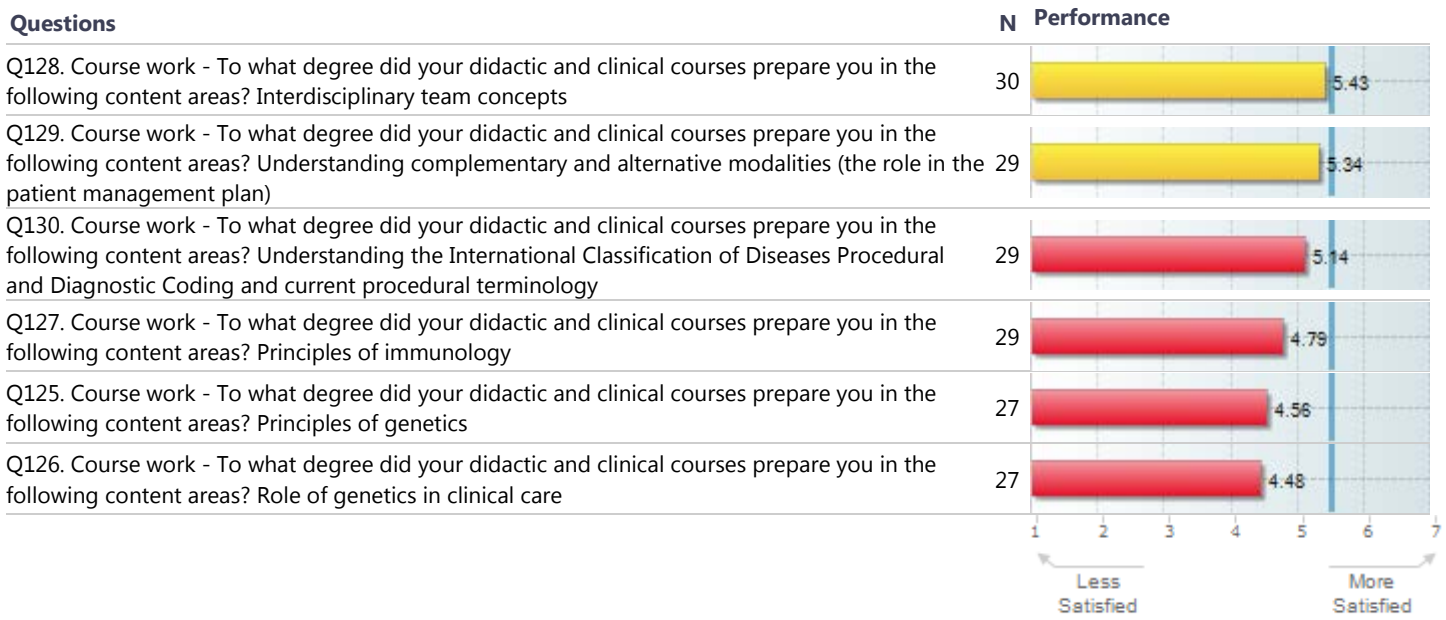 Questions N Performance
Q128. Course work - To what degree did your didactic and clinical courses prepare you in the
following content areas? Interdisciplinary team concepts
30
5.43
Q129. Course work - To what degree did your didactic and clinical courses prepare you in the
following content areas? Understanding complementary and alternative modalities (the role in the
patient management plan)
29
5.34
Q130. Course work - To what degree did your didactic and clinical courses prepare you in the
following content areas? Understanding the International Classification of Diseases Procedural
and Diagnostic Coding and current procedural terminology
29
5.14
Q127. Course work - To what degree did your didactic and clinical courses prepare you in the
following content areas? Principles of immunology
29
4.79
Q125. Course work - To what degree did your didactic and clinical courses prepare you in the
following content areas? Principles of genetics
27
4.56
Q126. Course work - To what degree did your didactic and clinical courses prepare you in the
following content areas? Role of genetics in clinical care
27
4.48
1 2 3 4 5 6 7
Less
Satisfied
More
Satisfied